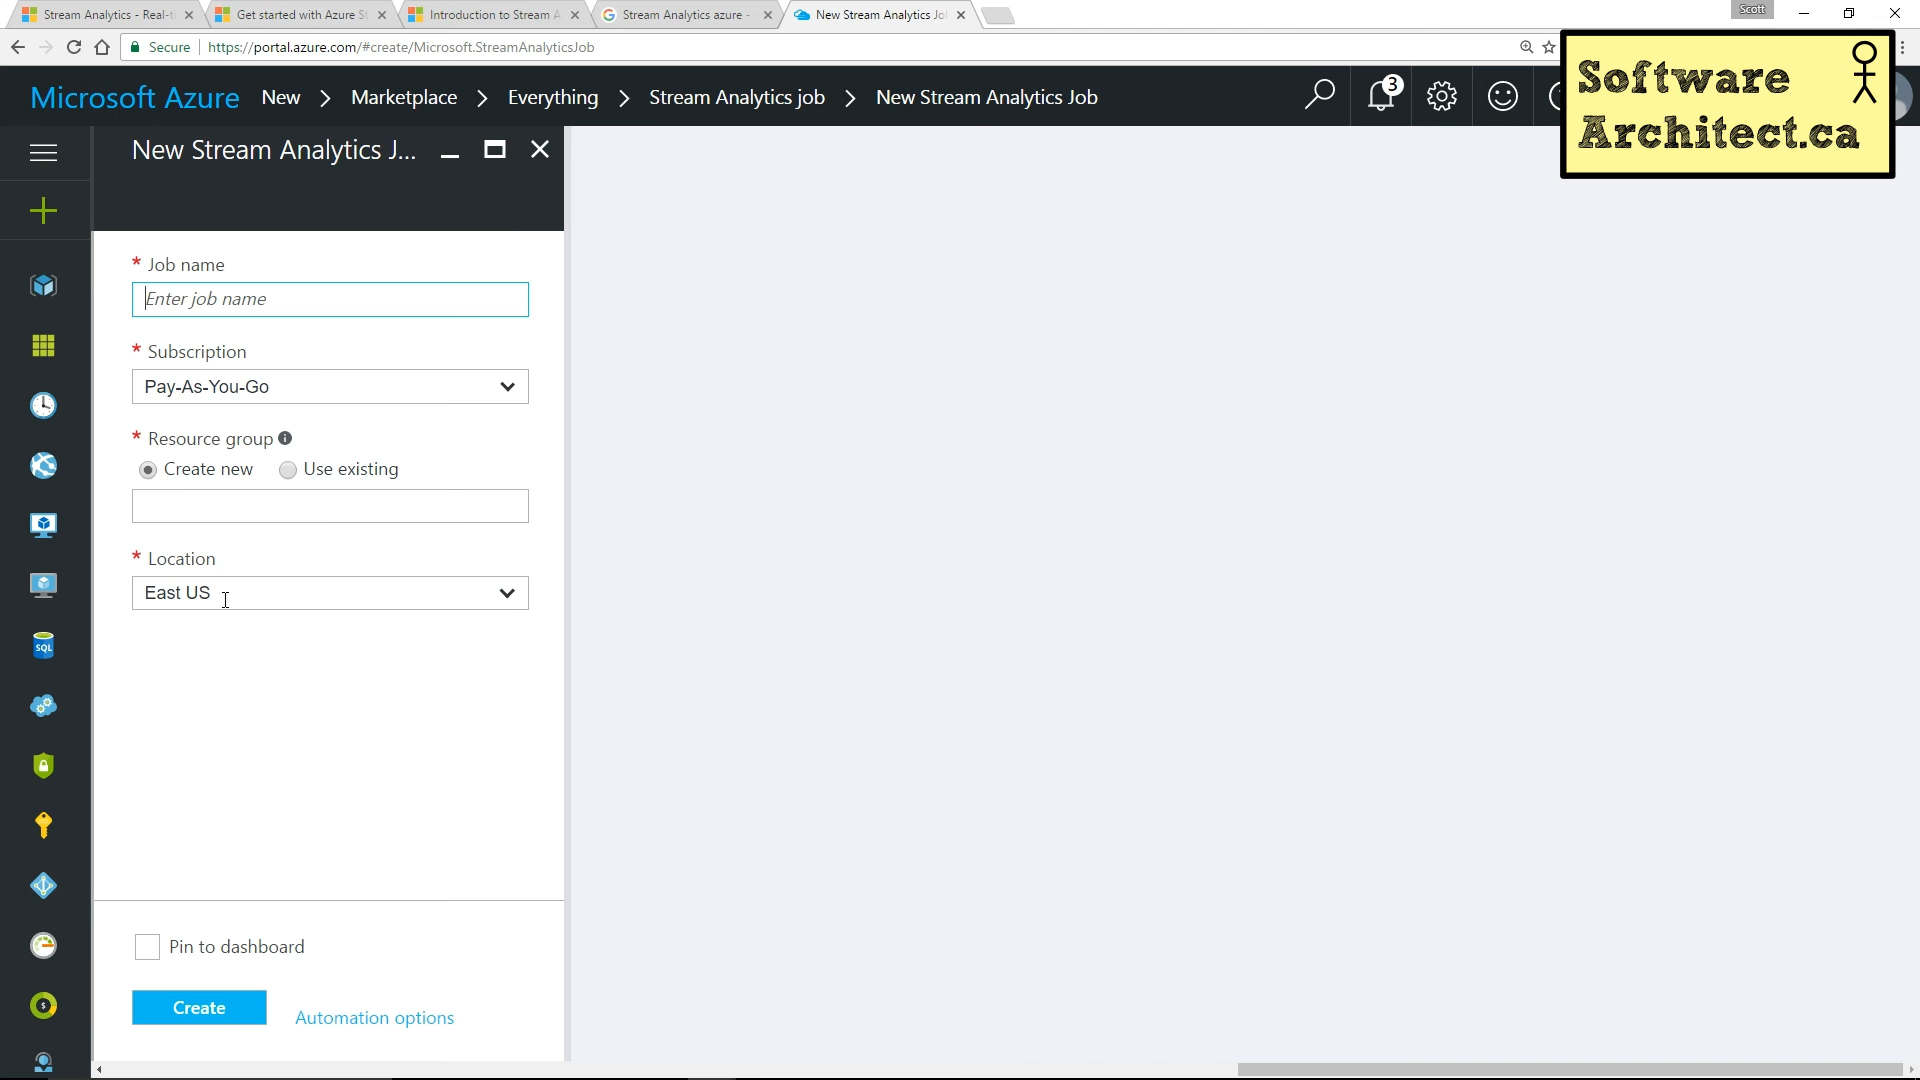 Stream Analytics - Real-t
Get started with Azure St
Introduction to Stream A
Stream Analytics azure -
New Stream Analytics Jo
Scott
Secure
https://portal.azure.com/#create/Microsoft.StreamAnalyticsJob
Software
Architect.ca
Microsoft Azure New > Marketplace > Everything > Stream Analytics job > New Stream Analytics Job
3
New Stream Analytics J...
* Job name
Enter job name
* Subscription
Pay-As-You-Go
* Resource group
Create new Use existing
* Location
East US
SQL
Pin to dashboard
Create
Automation options